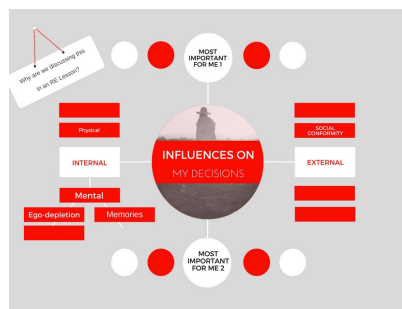 MOST
IMPORTANT
FOR ME 1
Why are we discussing this
in an RE Lesson?
Physical
SOCIAL
CONFORMITY
INFLUENCES ON
MY DECISIONS
INTERNAL
EXTERNAL
Mental
Ego-depletion
Memories
MOST
IMPORTANT
FOR ME 2